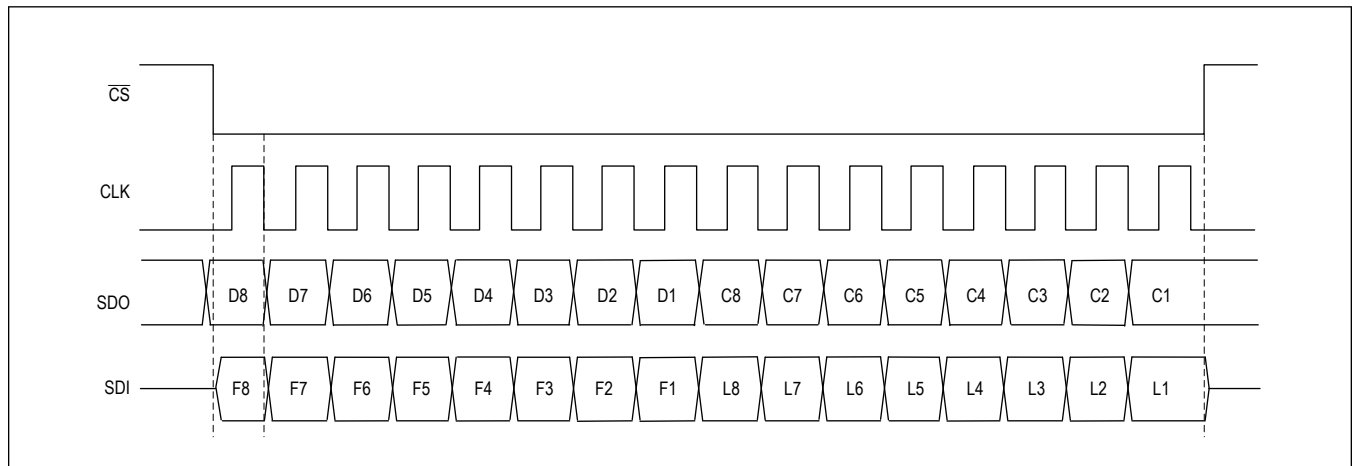 C̅S̅
CLK
SDO D8 D7 D6 D5 D4 D3 D2 D1 C8 C7 C6 C5 C4 C3 C2 C1
SDI F8 F7 F6 F5 F4 F3 F2 F1 L8 L7 L6 L5 L4 L3 L2 L1